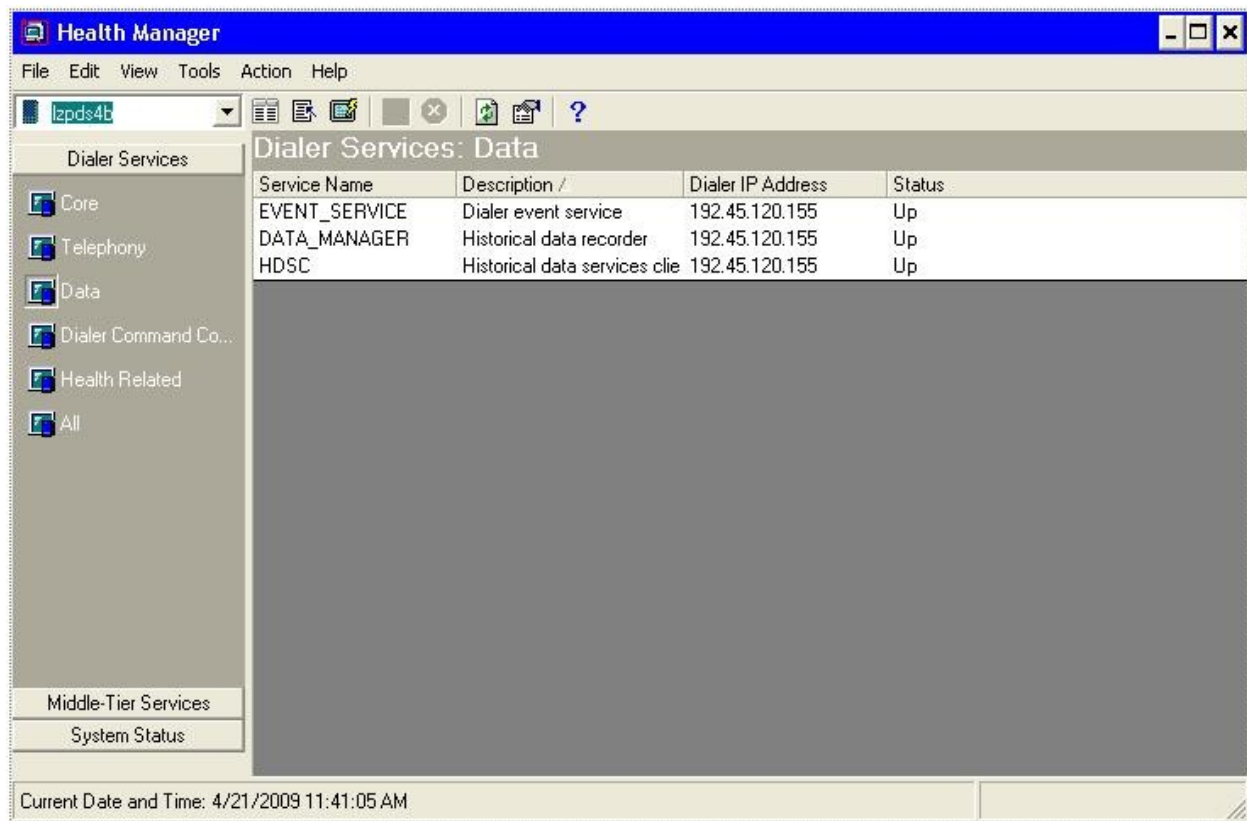 Health Manager
File Edit View Tools Action Help
lzpds4b
?
Dialer Services
Core
Telephony
Data
Dialer Command Co...
Health Related
All
Middle-Tier Services
System Status
Dialer Services: Data
Service Name Description / Dialer IP Address Status
EVENT_SERVICE Dialer event service 192.45.120.155 Up
DATA_MANAGER Historical data recorder 192.45.120.155 Up
HDSC Historical data services clie 192.45.120.155 Up
Current Date and Time: 4/21/2009 11:41:05 AM